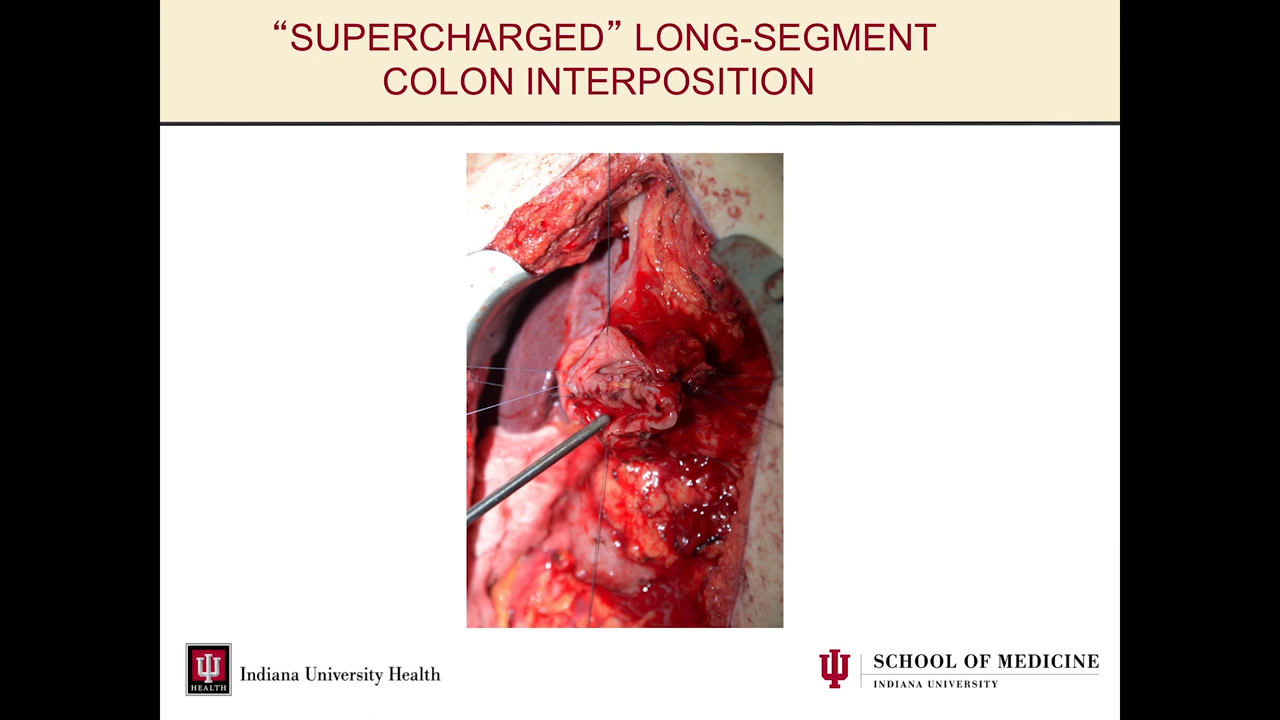 “SUPERCHARGED” LONG-SEGMENT
COLON INTERPOSITION
HEALTH
Indiana University Health
SCHOOL OF MEDICINE
INDIANA UNIVERSITY